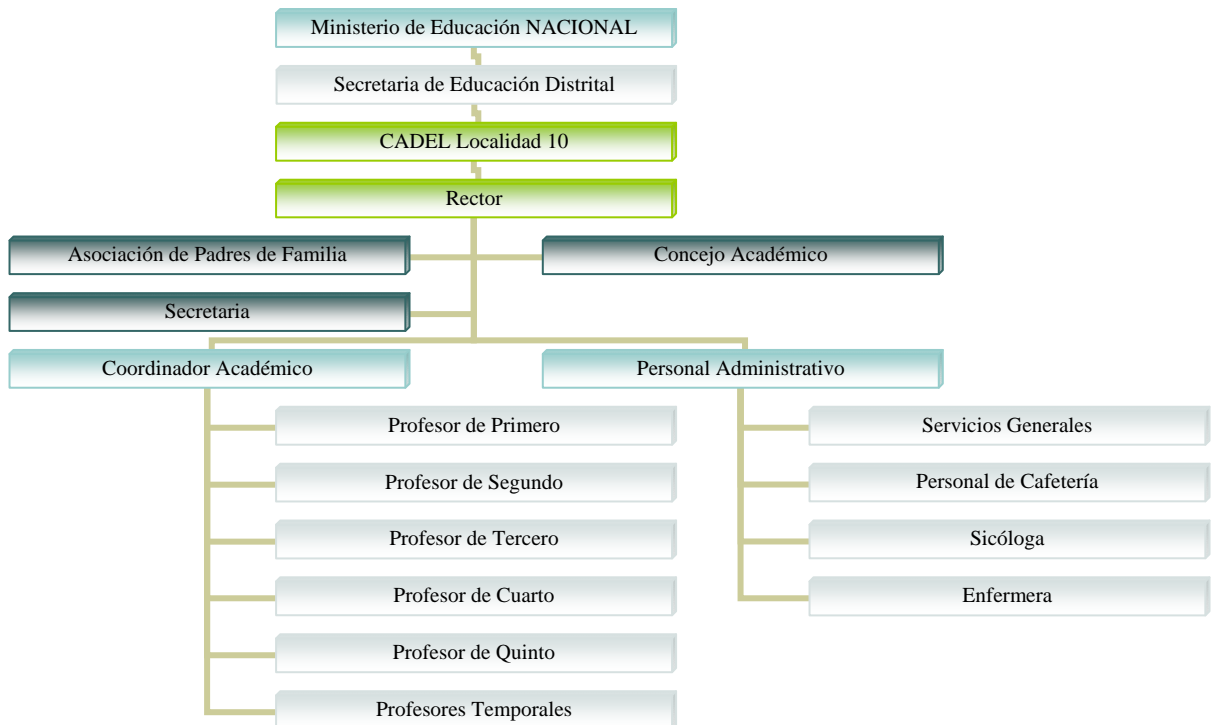 Ministerio de Educación NACIONAL
Secretaria de Educación Distrital
CADEL Localidad 10
Rector
Asociación de Padres de Familia
Concejo Académico
Secretaria
Coordinador Académico
Personal Administrativo
Profesor de Primero
Profesor de Segundo
Profesor de Tercero
Profesor de Cuarto
Profesor de Quinto
Profesores Temporales
Servicios Generales
Personal de Cafetería
Sicóloga
Enfermera